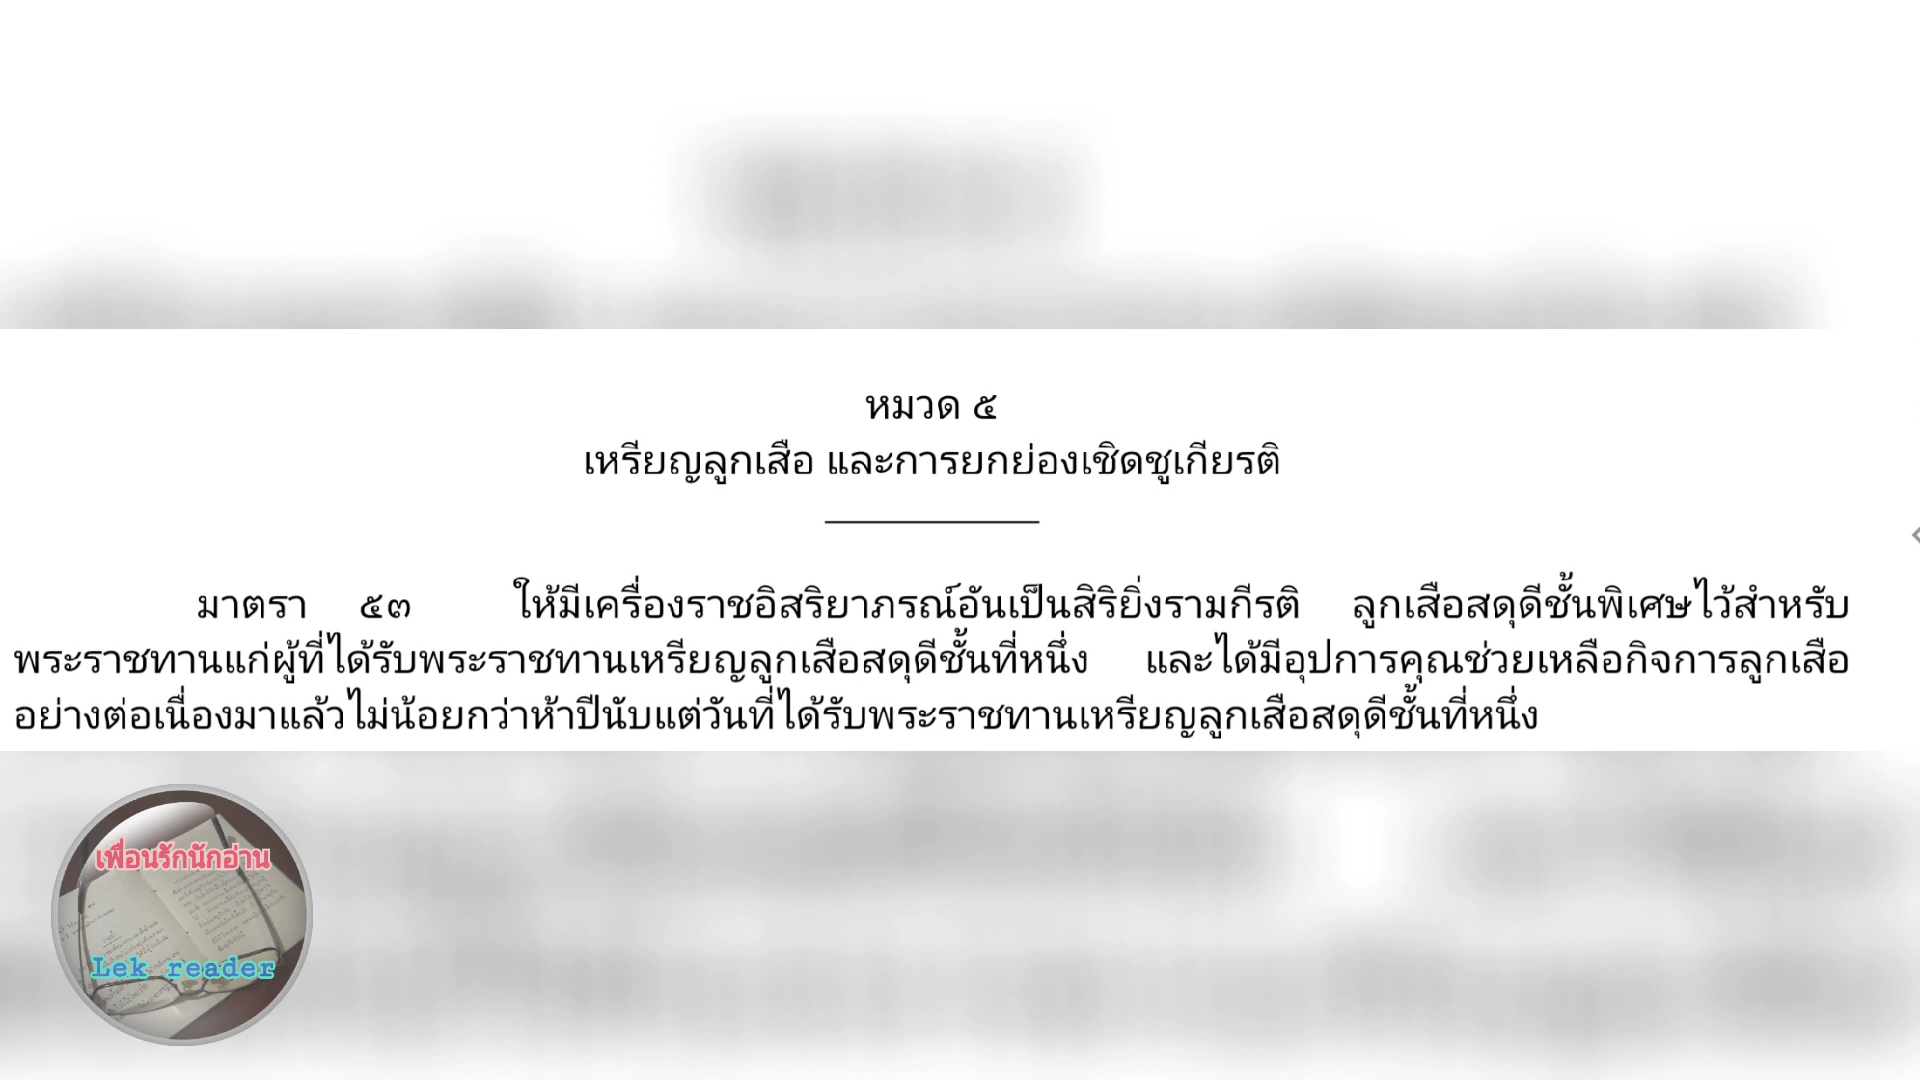 หมวด ๕
เหรียญลูกเสือ และการยกย่องเชิดชูเกียรติ
มาตรา ๕๓ ให้มีเครื่องราชอิสริยาภรณ์อันเป็นสิริยิ่งรามกีรติ ลูกเสือสดุดีชั้นพิเศษไว้สำหรับ
พระราชทานแก่ผู้ที่ได้รับพระราชทานเหรียญลูกเสือสดุดีชั้นที่หนึ่ง และได้มีอุปการคุณช่วยเหลือกิจการลูกเสือ
อย่างต่อเนื่องมาแล้วไม่น้อยกว่าห้าปีนับแต่วันที่ได้รับพระราชทานเหรียญลูกเสือสดุดีชั้นที่หนึ่ง
เพื่อนรักนักอ่าน
Lek reader